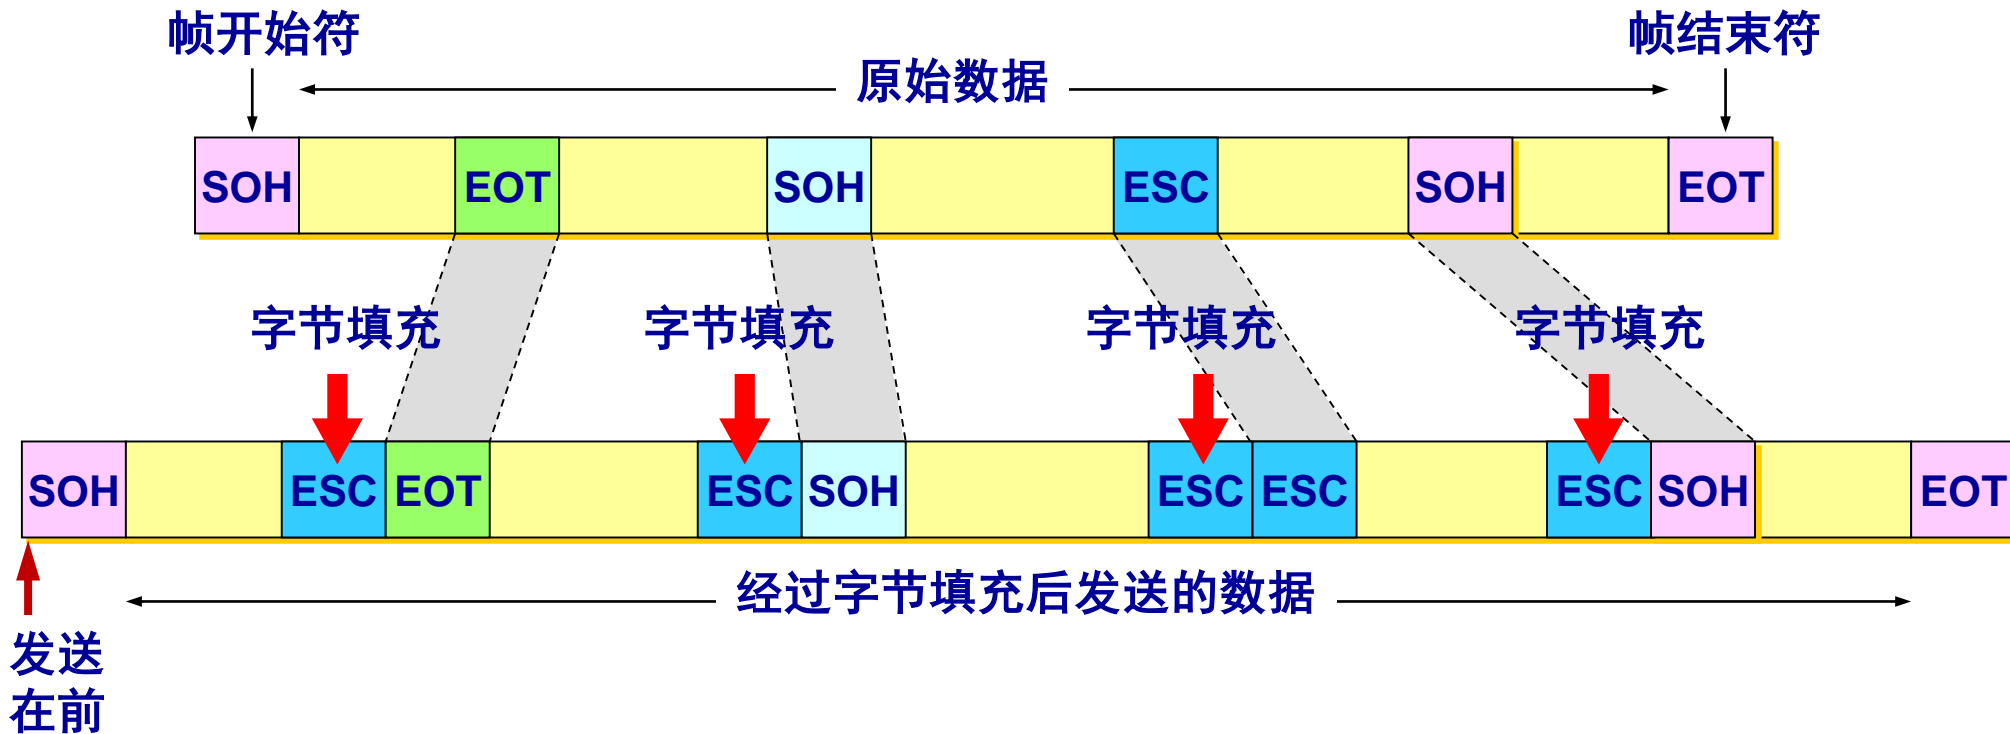 帧开始符
帧结束符
原始数据
SOH EOT SOH ESC SOH EOT
字节填充 字节填充 字节填充 字节填充
SOH ESC EOT ESC SOH ESC ESC ESC SOH EOT
经过字节填充后发送的数据
发送
在前